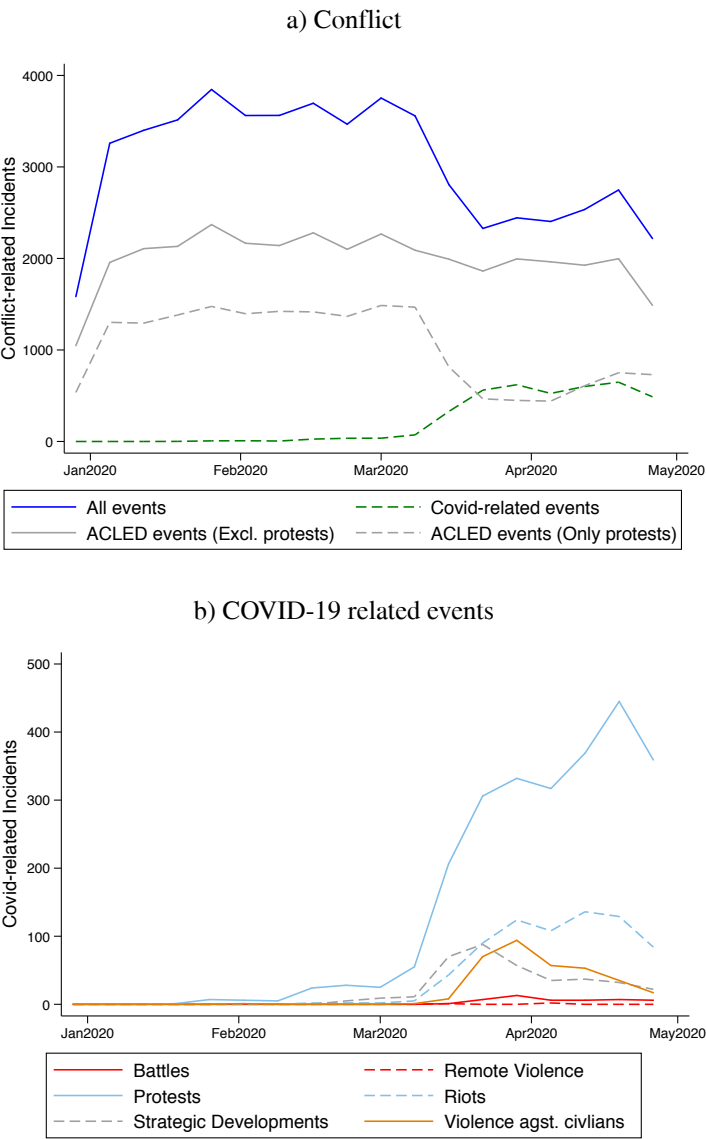 a) Conflict
4000
3000
2000
1000
0
Conflict-related Incidents
Jan2020 Feb2020 Mar2020 Apr2020 May2020
All events Covid-related events
ACLED events (Excl. protests) ACLED events (Only protests)
b) COVID-19 related events
500
400
300
200
100
0
Covid-related Incidents
Jan2020 Feb2020 Mar2020 Apr2020 May2020
Battles Remote Violence
Protests Riots
Strategic Developments Violence agst. civlians